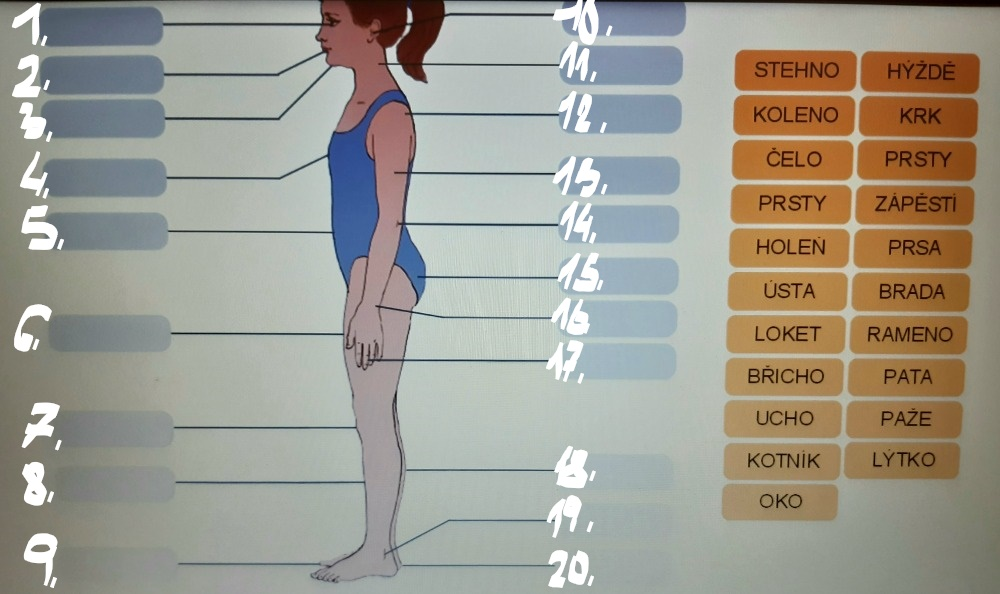 1.
2.
3.
4.
5.
6.
7.
8.
9.
10.
11.
12.
13.
14.
15.
16.
17.
18.
19.
20.
STEHNO HÝŽDĚ
KOLENO KRK
ČELO PRSTY
PRSTY ZÁPĚSTÍ
HOLEŇ PRSA
ÚSTA BRADA
LOKET RAMENO
BŘICHO PATA
UCHO PAŽE
KOTNÍK LÝTKO
OKO